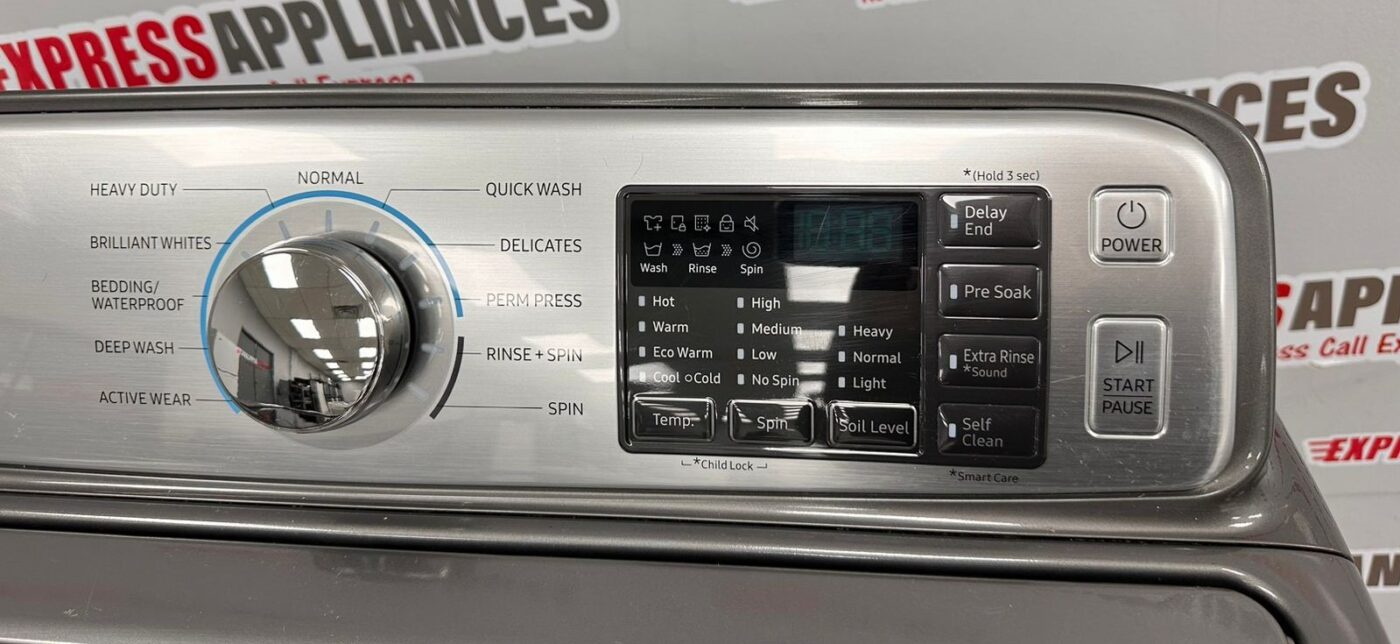 EXPRESSAPPLIANCES
Call Express
HEAVY DUTY
NORMAL
QUICK WASH
BRILLIANT WHITES
DELICATES
BEDDING/
WATERPROOF
PERM PRESS
DEEP WASH
RINSE + SPIN
ACTIVE WEAR
SPIN
Wash
Rinse
Spin
Hot
High
Warm
Medium
Heavy
Eco Warm
Low
Normal
Cool
Cold
No Spin
Light
Temp.
Spin
Soil Level
*Child Lock
*(Hold 3 sec)
Delay
End
Pre Soak
Extra Rinse
*Sound
Self
Clean
*Smart Care
POWER
START
PAUSE